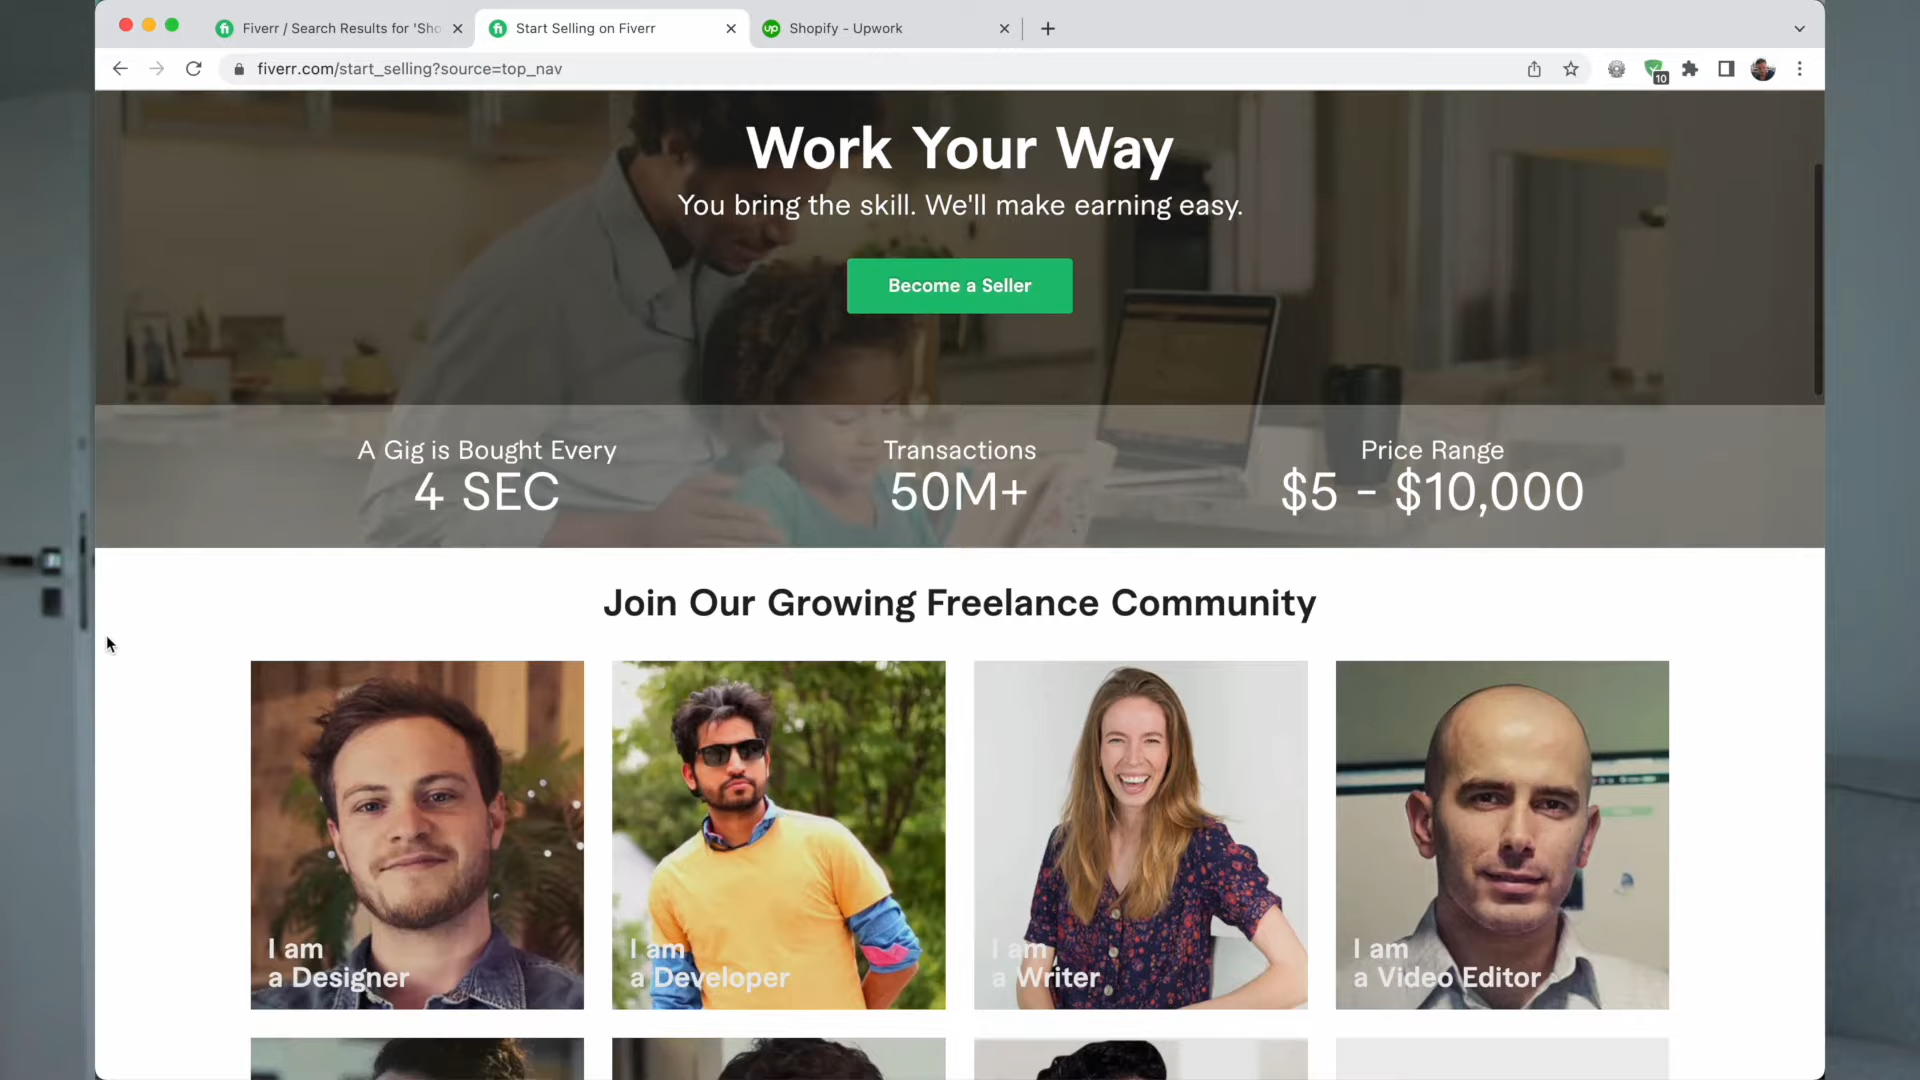 Fiverr / Search Results for 'Sho
Start Selling on Fiverr
Shopify - Upwork
fiverr.com/start_selling?source=top_nav
10
Work Your Way
You bring the skill. We'll make earning easy.
Become a Seller
A Gig is Bought Every
4 SEC
Transactions
50M+
Price Range
$5 - $10,000
Join Our Growing Freelance Community
I am
a Designer
I am
a Developer
I am
a Writer
I am
a Video Editor